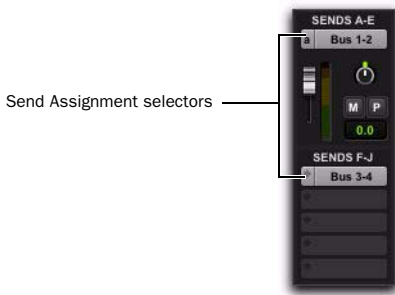 SENDS A-E
a Bus 1-2
Send Assignment selectors
M P
0.0
SENDS F-J
Bus 3-4